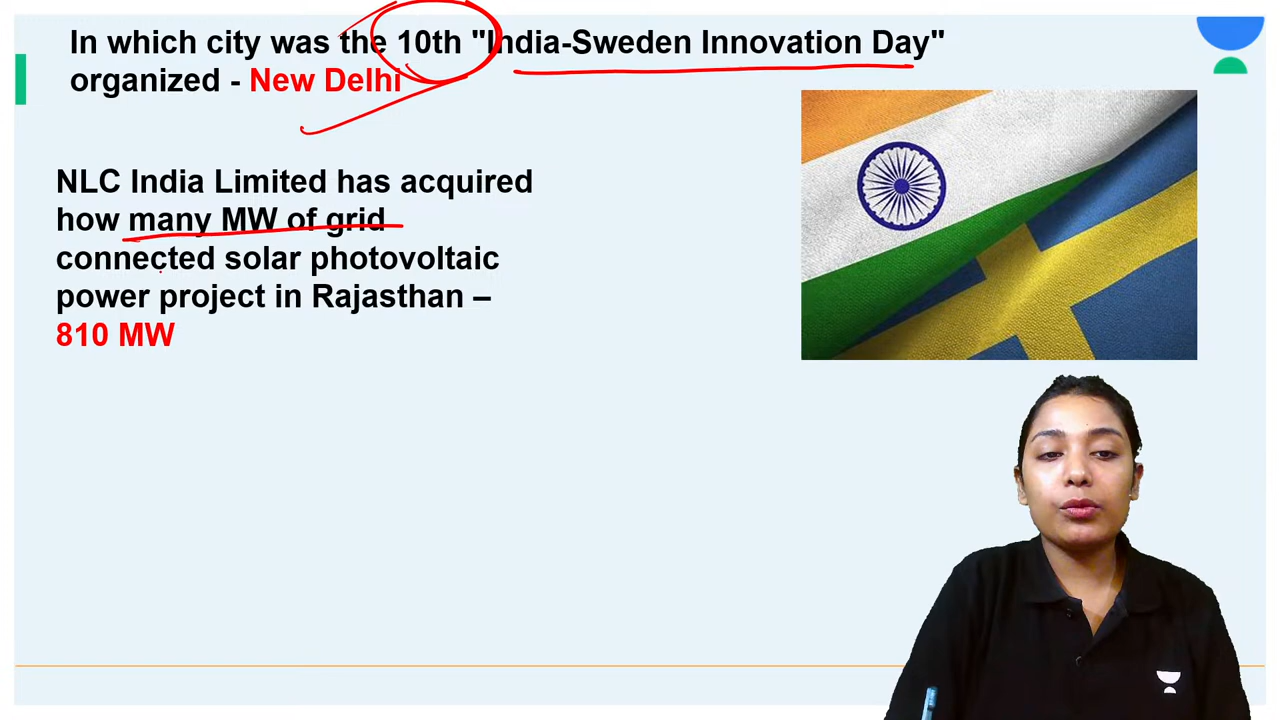 In which city was the 10th "India-Sweden Innovation Day"
organized - New Delhi
NLC India Limited has acquired
how many MW of grid
connected solar photovoltaic
power project in Rajasthan –
810 MW